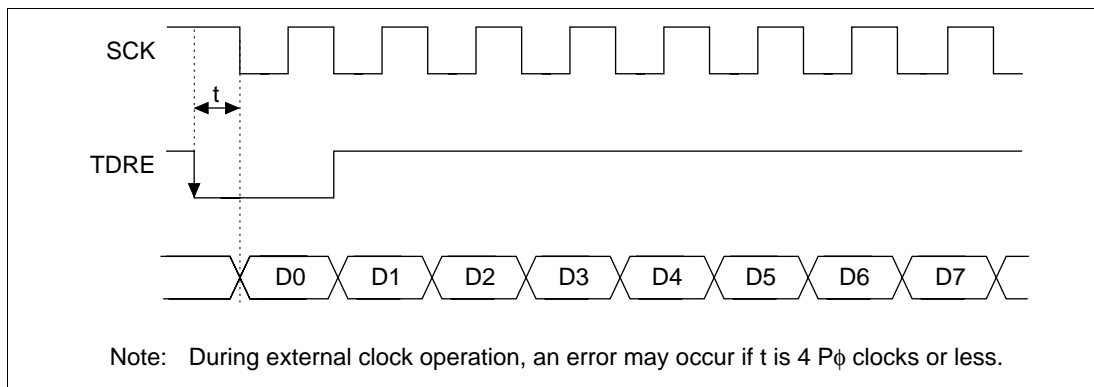 SCK
t
TDRE
D0 D1 D2 D3 D4 D5 D6 D7
Note: During external clock operation, an error may occur if t is 4 Pϕ clocks or less.